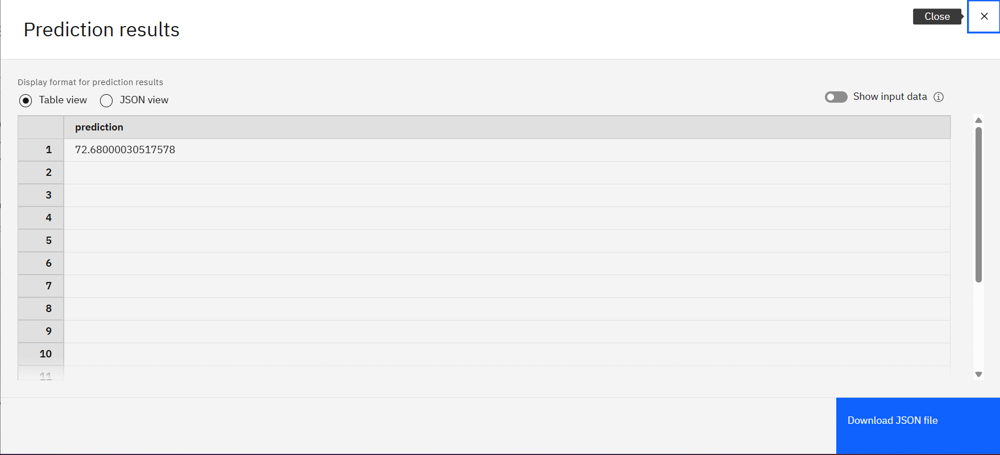 Prediction results
Close
Display format for prediction results
Table view JSON view
Show input data
prediction
1 72.68000030517578
2
3
4
5
6
7
8
9
10
11
Download JSON file